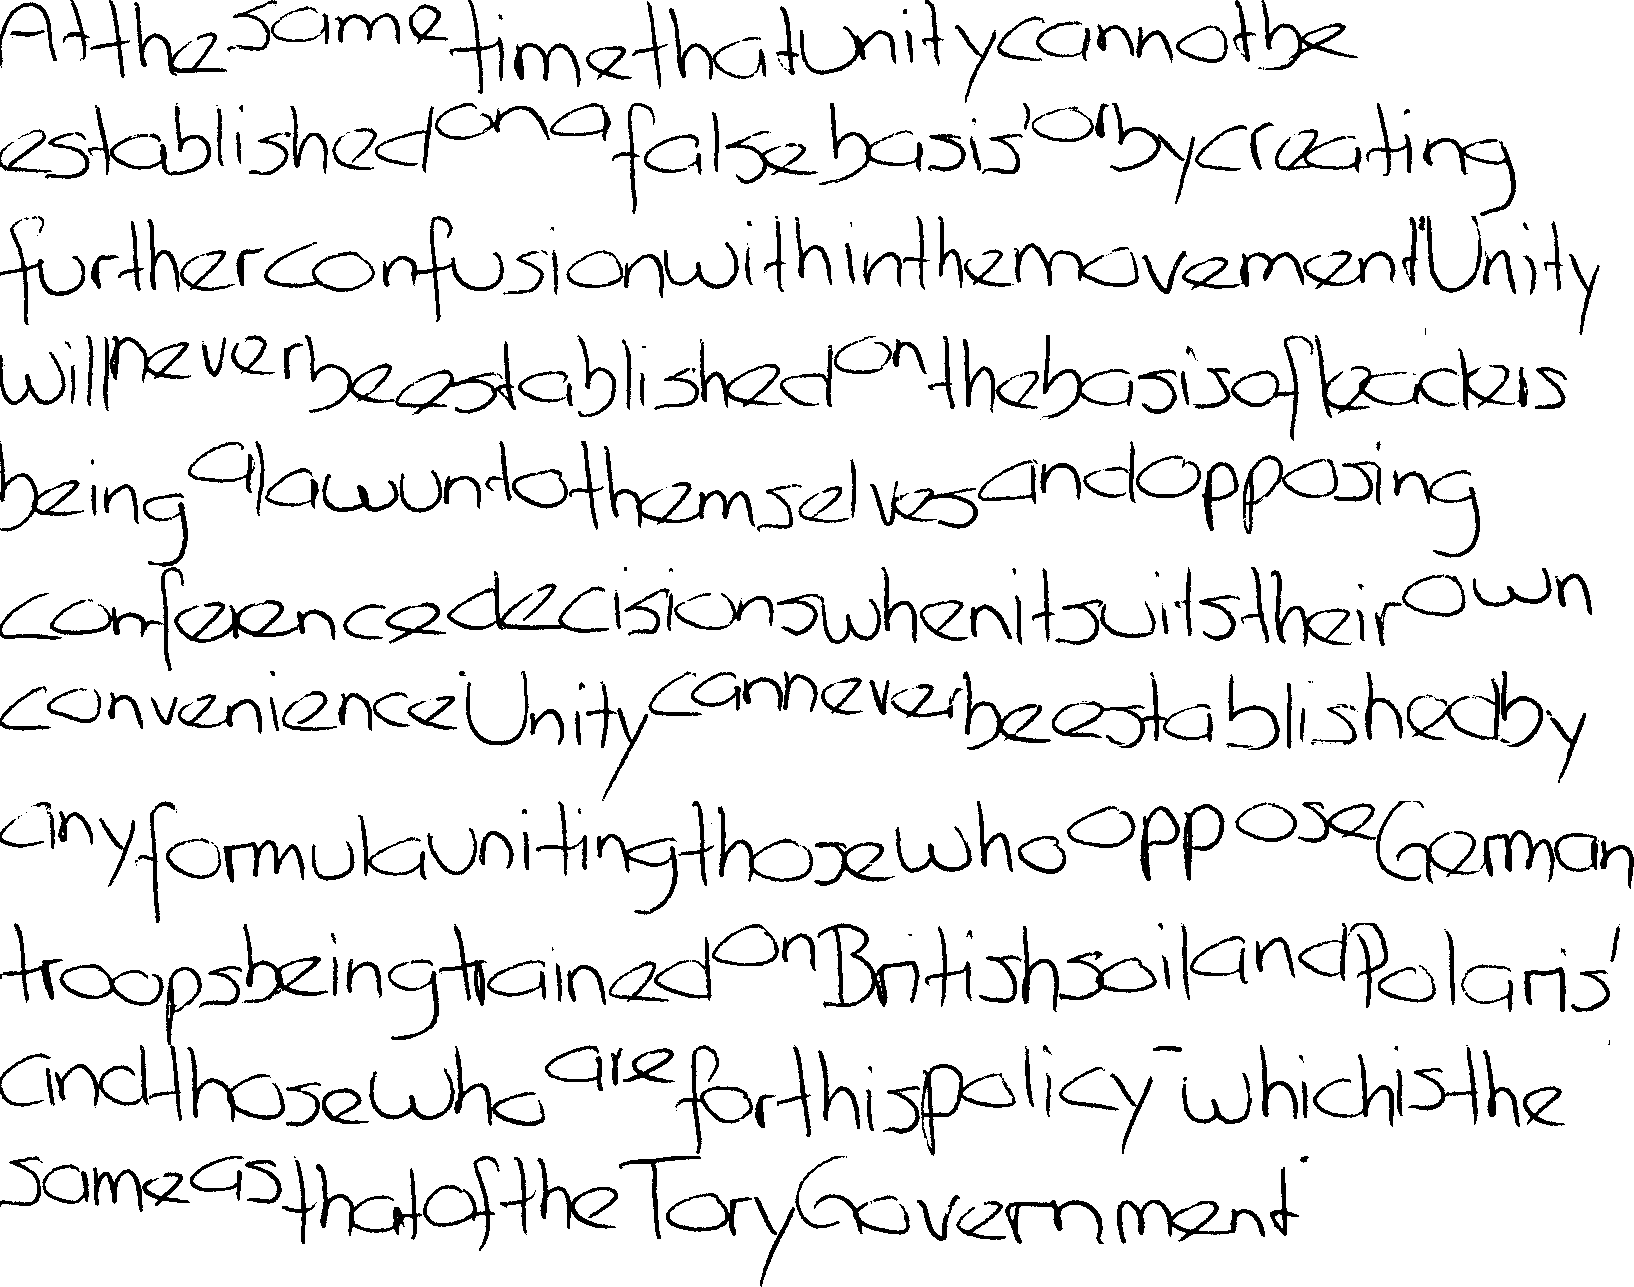 At the same time that unity cannot be
established on a false basis, or by creating
further confusion within the movement. Unity
will never be established on the basis of leaders
being a law unto themselves and opposing
conference decisions when it suits their own
convenience. Unity can never be established by
any formula uniting those who oppose German
troops being trained on British soil and Polaris,
and those who are for this policy - which is the
same as that of the Tory Government.